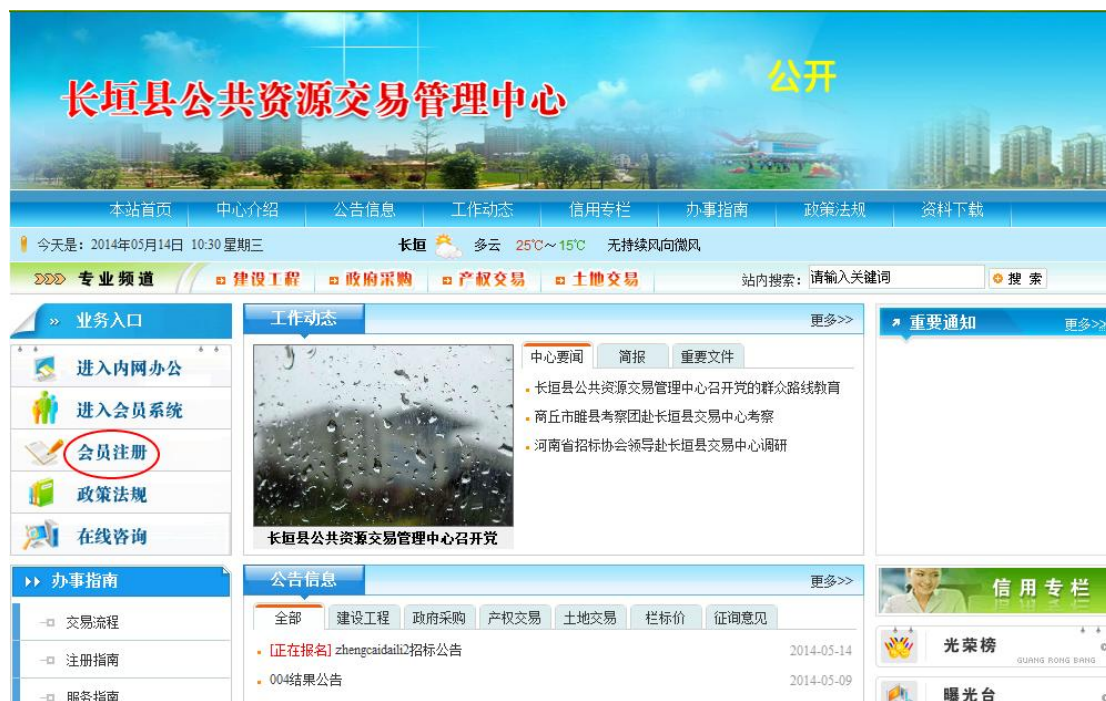 长垣县公共资源交易管理中心
公开
本站首页 中心介绍 公告信息 工作动态 信用专栏 办事指南 政策法规 资料下载
今天是：2014年05月14日 10:30 星期三 长垣 多云 25℃～15℃ 无持续风向微风
专业频道 建设工程 政府采购 产权交易 土地交易 站内搜索： 请输入关键词 搜 索
» 业务入口
进入内网办公
进入会员系统
会员注册
政策法规
在线咨询
工作动态 更多>>
中心要闻 简报 重要文件
长垣县公共资源交易管理中心召开党的群众路线教育
商丘市睢县考察团赴长垣县交易中心考察
河南省招标协会领导赴长垣县交易中心调研
长垣县公共资源交易管理中心召开党
重要通知 更多>>
办事指南
交易流程
注册指南
服务指南
公告信息 更多>>
全部 建设工程 政府采购 产权交易 土地交易 栏标价 征询意见
[正在报名] zhengcaidaili2招标公告 2014-05-14
004结果公告 2014-05-09
信用专栏
光荣榜
GUANG RONG BANG
曝光台